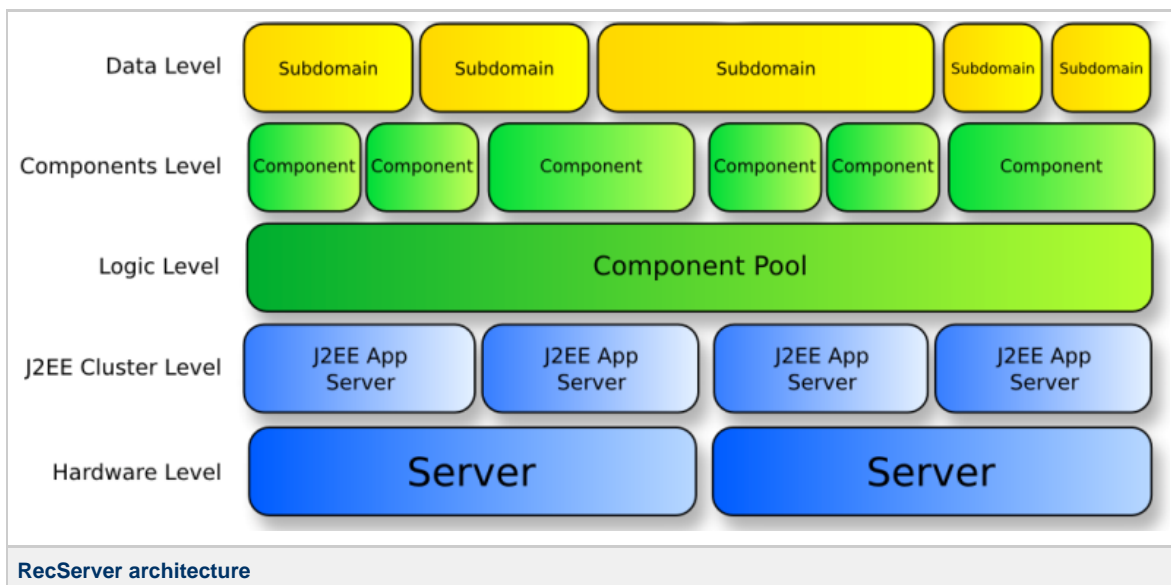 Data Level
Subdomain
Subdomain
Subdomain
Subdomain
Subdomain
Components Level
Component
Component
Component
Component
Component
Component
Logic Level
Component Pool
J2EE Cluster Level
J2EE App
Server
J2EE App
Server
J2EE App
Server
J2EE App
Server
Hardware Level
Server
Server
RecServer architecture